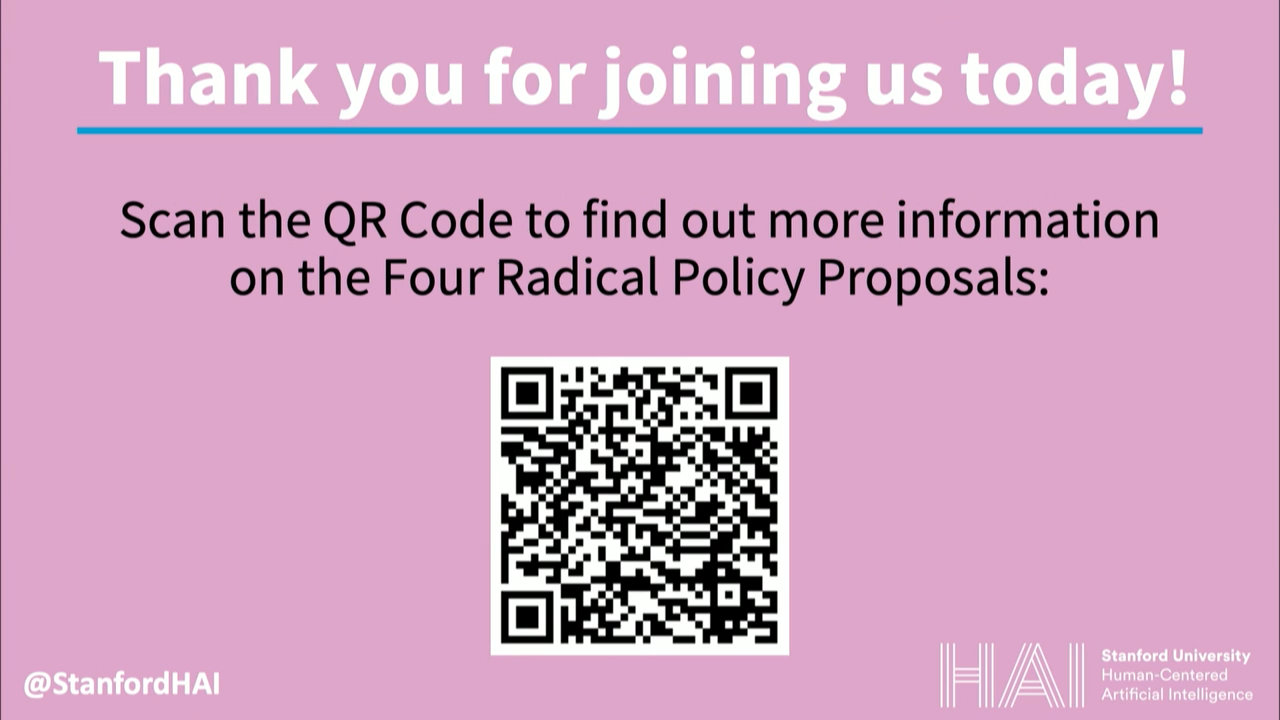 Thank you for joining us today!
Scan the QR Code to find out more information
on the Four Radical Policy Proposals:
@StanfordHAI
HAI
Stanford University
Human-Centered
Artificial Intelligence